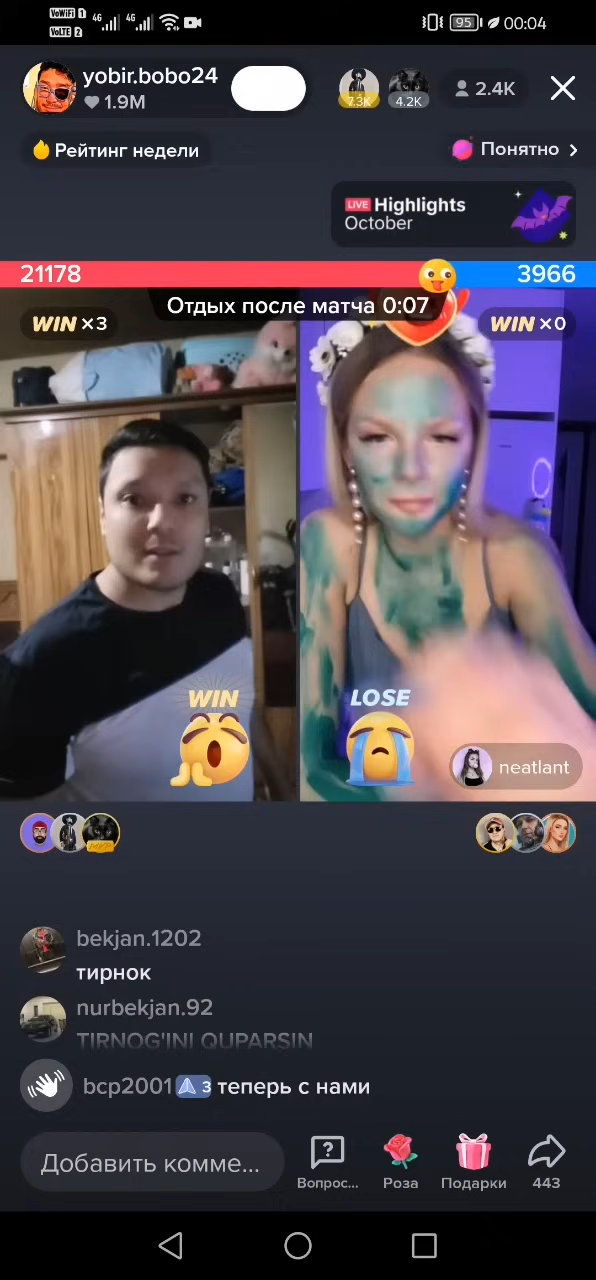 VoWiFi 1
VoLTE 2
4G
4G
95
00:04
yobir.bobo24
1.9M
7.3K
4.2K
2.4K
Рейтинг недели
Понятно
LIVE Highlights
October
21178
3966
Отдых после матча 0:07
WIN ×3
WIN ×0
WIN
LOSE
neatlant
bekjan.1202
тирнок
nurbekjan.92
TIRNOG'INI QUPARSIN
bcp2001 3 теперь с нами
Добавить комме...
Вопрос...
Роза
Подарки
443